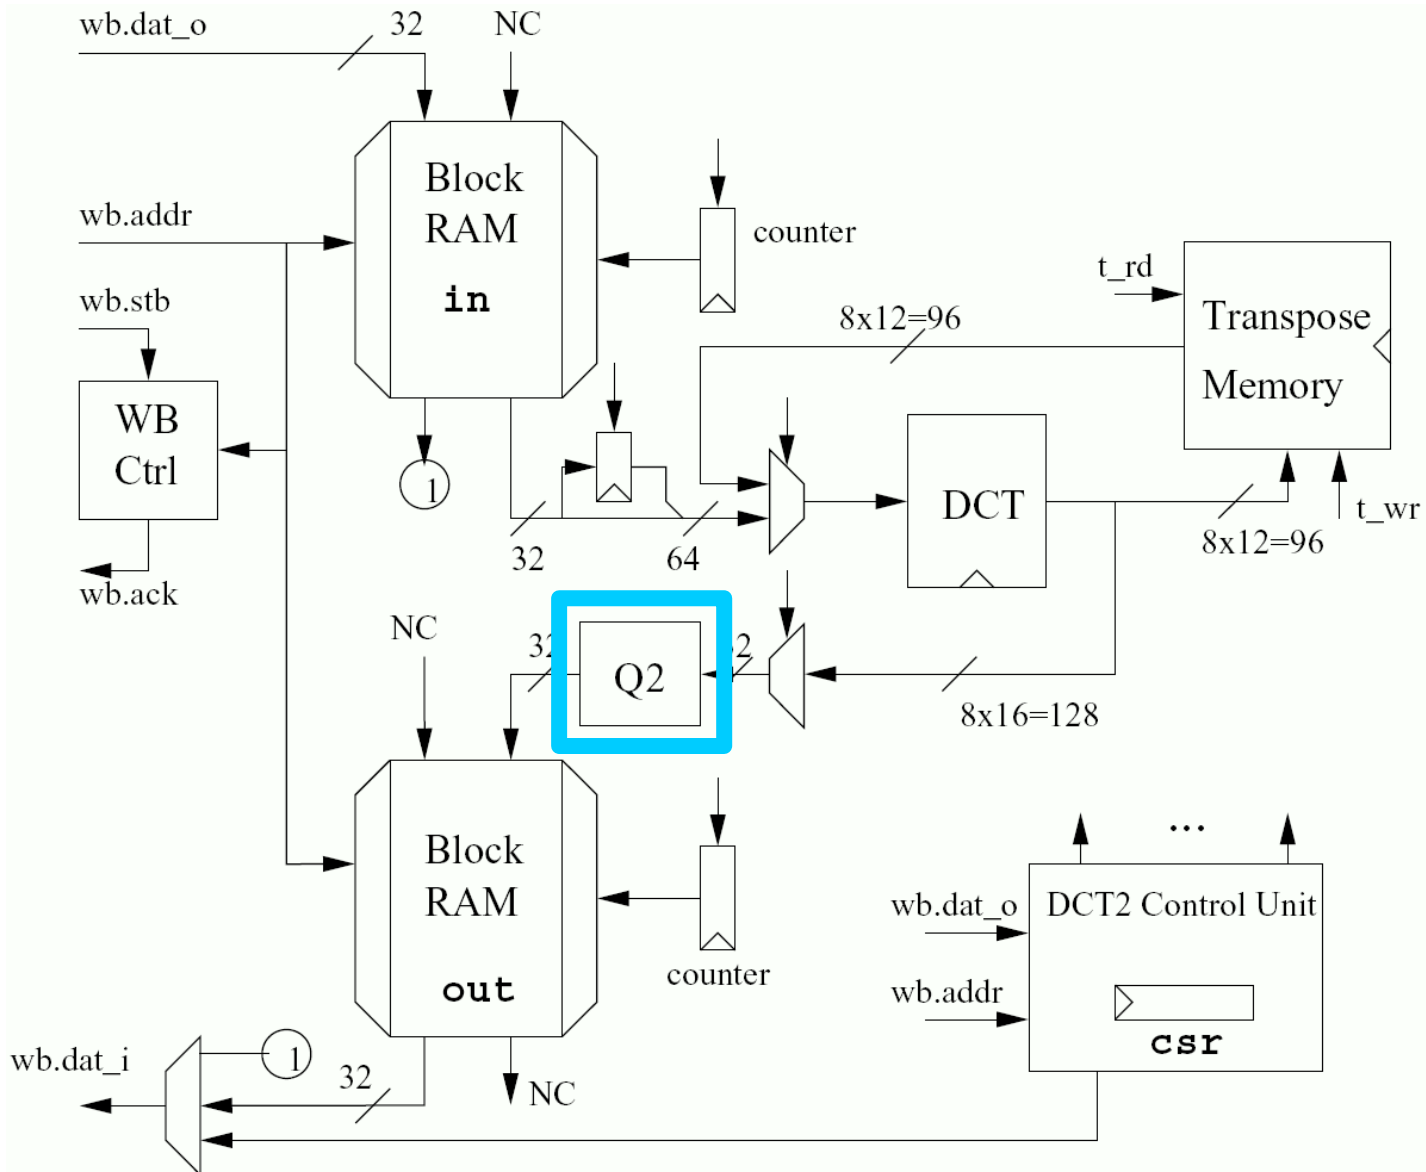 wb.dat_o
32
NC
Block
RAM
in
wb.addr
counter
wb.stb
t_rd
Transpose
Memory
8x12=96
WB
Ctrl
1
DCT
32
64
t_wr
8x12=96
wb.ack
NC
32
Q2
32
8x16=128
Block
RAM
out
counter
...
wb.dat_o
DCT2 Control Unit
wb.addr
csr
wb.dat_i
1
32
NC